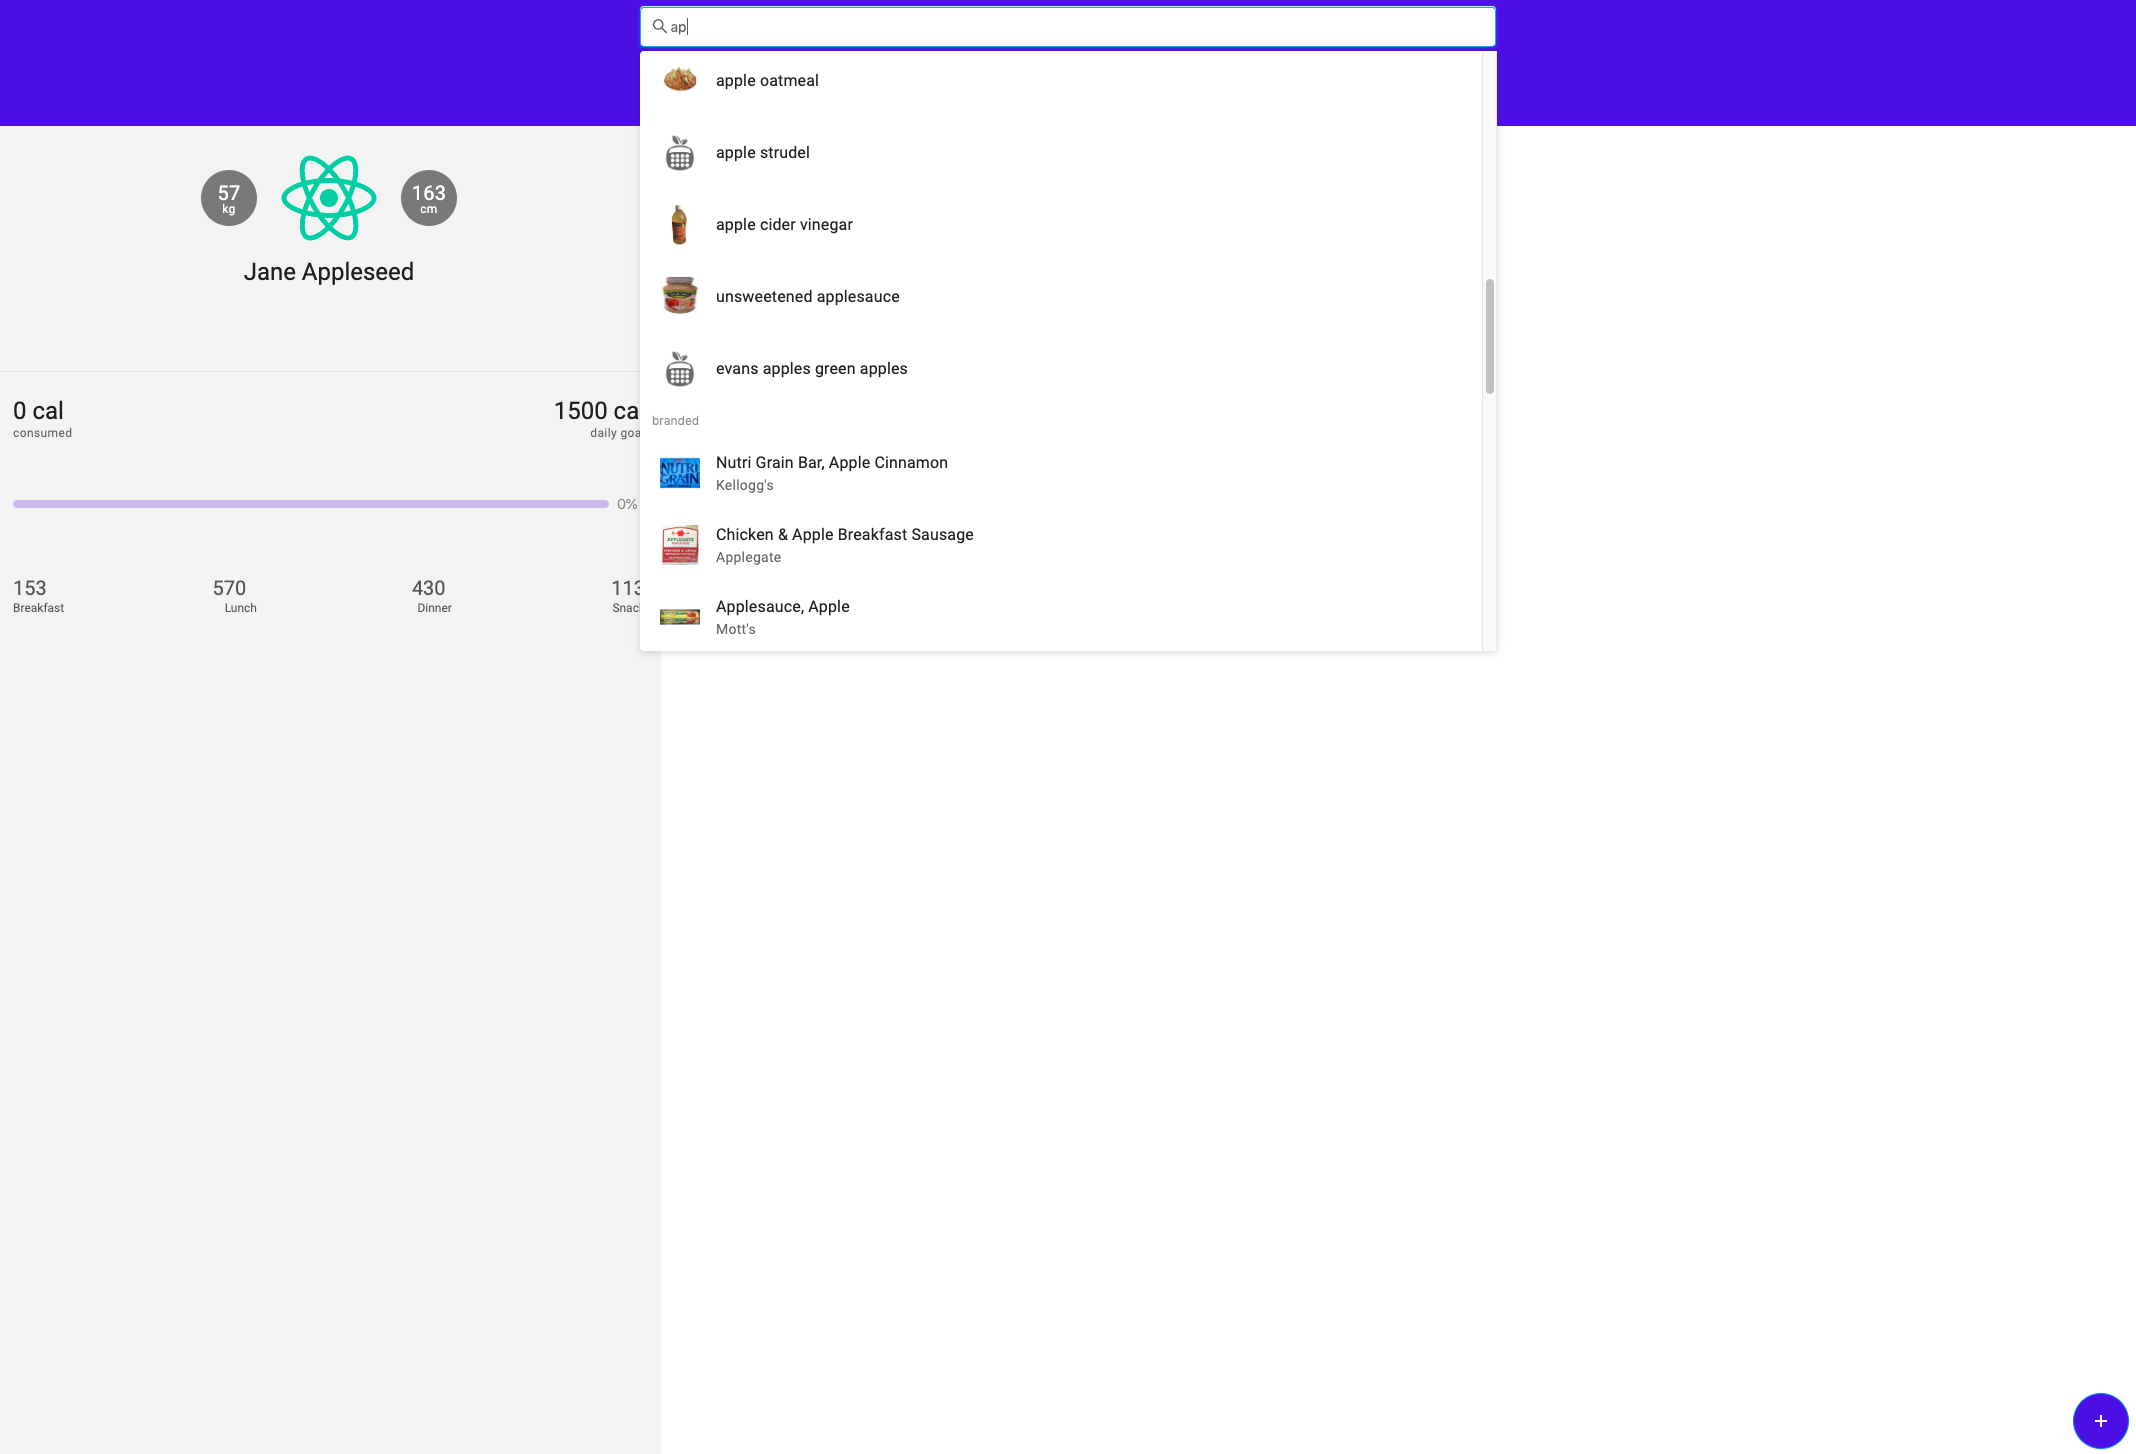 ap
apple oatmeal
apple strudel
apple cider vinegar
unsweetened applesauce
evans apples green apples
branded
Nutri Grain Bar, Apple Cinnamon
Kellogg's
Chicken & Apple Breakfast Sausage
Applegate
Applesauce, Apple
Mott's
NUTRI
GRAIN
APPLEGATE
57
kg
163
cm
Jane Appleseed
0 cal
consumed
1500 ca
daily goa
0%
153
Breakfast
570
Lunch
430
Dinner
113
Snac
+